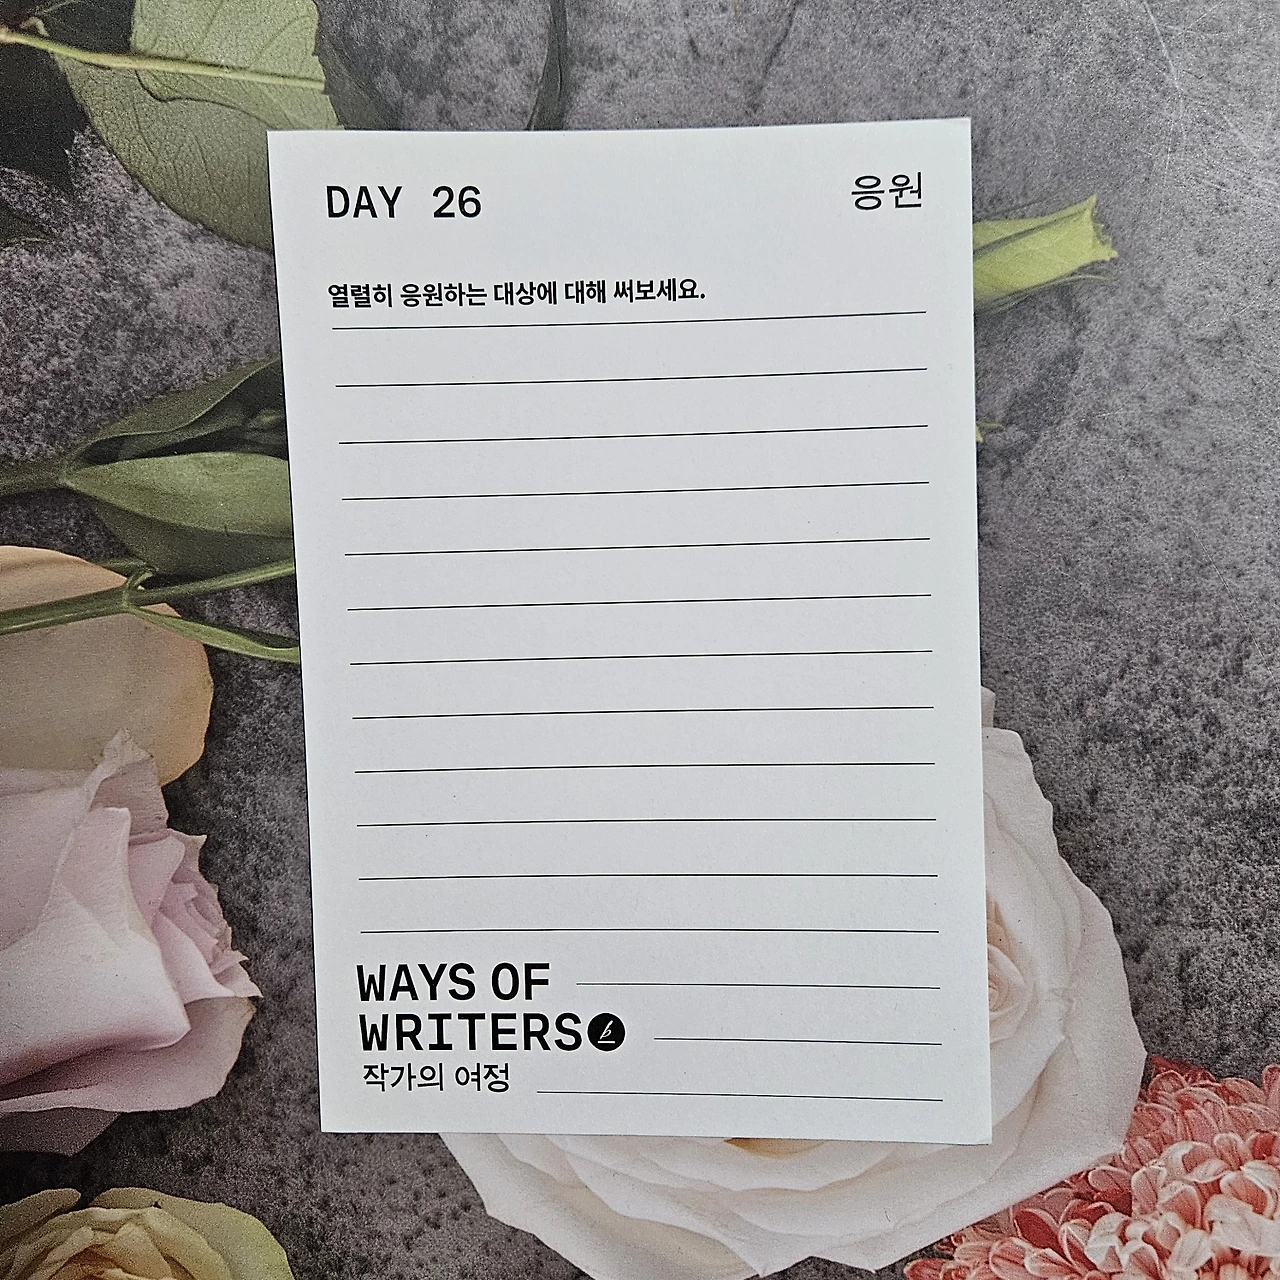 DAY 26
응원
열렬히 응원하는 대상에 대해 써보세요.
WAYS OF
WRITERS b
작가의 여정